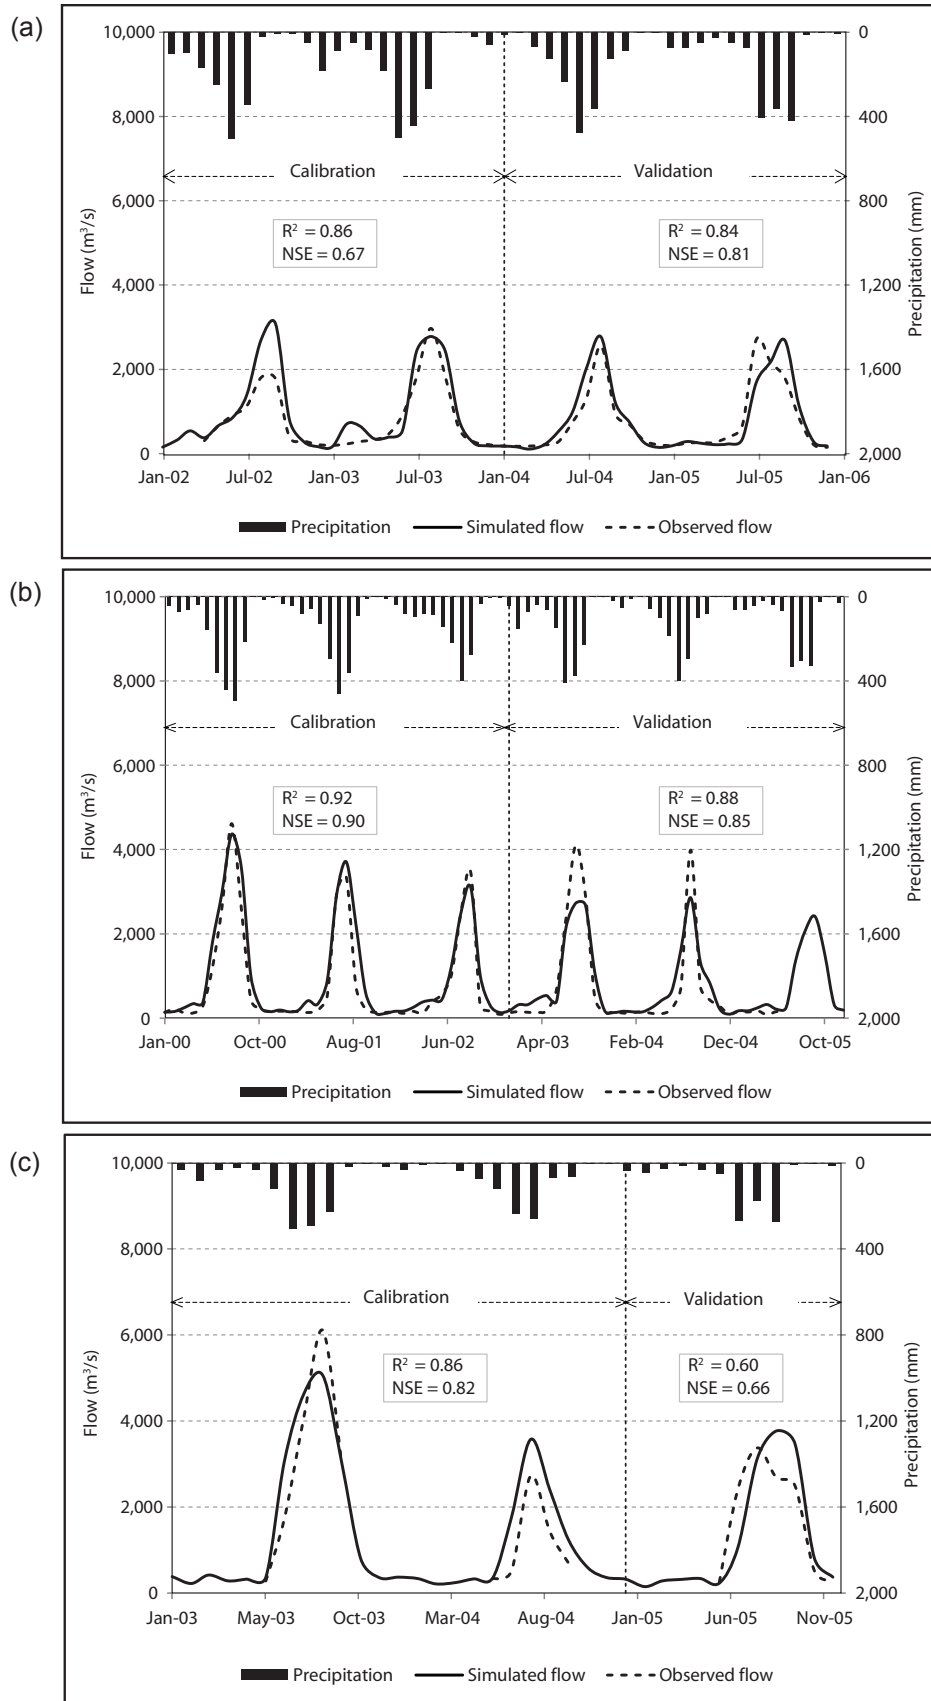 (a)
10,000
8,000
6,000
4,000
2,000
0
Flow (m³/s)
0
400
800
1,200
1,600
2,000
Precipitation (mm)
Calibration
Validation
R² = 0.86
NSE = 0.67
R² = 0.84
NSE = 0.81
Jan-02 Jul-02 Jan-03 Jul-03 Jan-04 Jul-04 Jan-05 Jul-05 Jan-06
Precipitation Simulated flow Observed flow
(b)
10,000
8,000
6,000
4,000
2,000
0
Flow (m³/s)
0
400
800
1,200
1,600
2,000
Precipitation (mm)
Calibration
Validation
R² = 0.92
NSE = 0.90
R² = 0.88
NSE = 0.85
Jan-00 Oct-00 Aug-01 Jun-02 Apr-03 Feb-04 Dec-04 Oct-05
Precipitation Simulated flow Observed flow
(c)
10,000
8,000
6,000
4,000
2,000
0
Flow (m³/s)
0
400
800
1,200
1,600
2,000
Precipitation (mm)
Calibration
Validation
R² = 0.86
NSE = 0.82
R² = 0.60
NSE = 0.66
Jan-03 May-03 Oct-03 Mar-04 Aug-04 Jan-05 Jun-05 Nov-05
Precipitation Simulated flow Observed flow